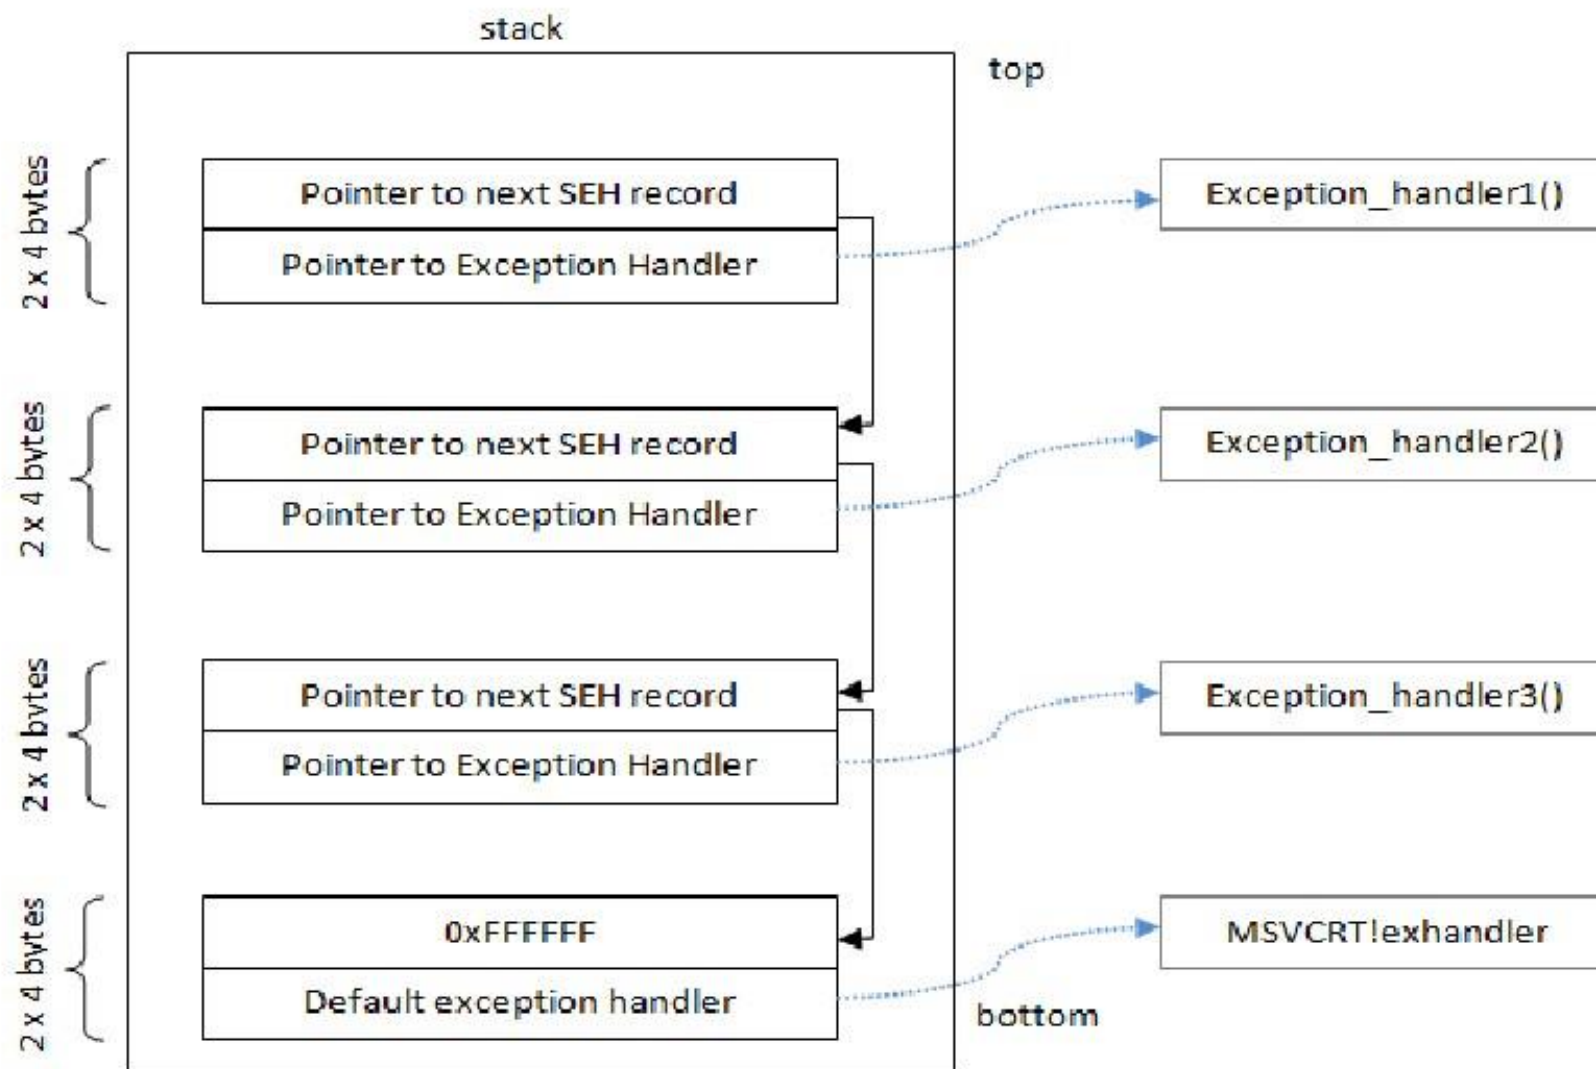 stack
top
2 x 4 bytes
Pointer to next SEH record
Pointer to Exception Handler
Exception_handler1()
2 x 4 bytes
Pointer to next SEH record
Pointer to Exception Handler
Exception_handler2()
2 x 4 bytes
Pointer to next SEH record
Pointer to Exception Handler
Exception_handler3()
2 x 4 bytes
0xFFFFFF
Default exception handler
MSVCRT!exhandler
bottom